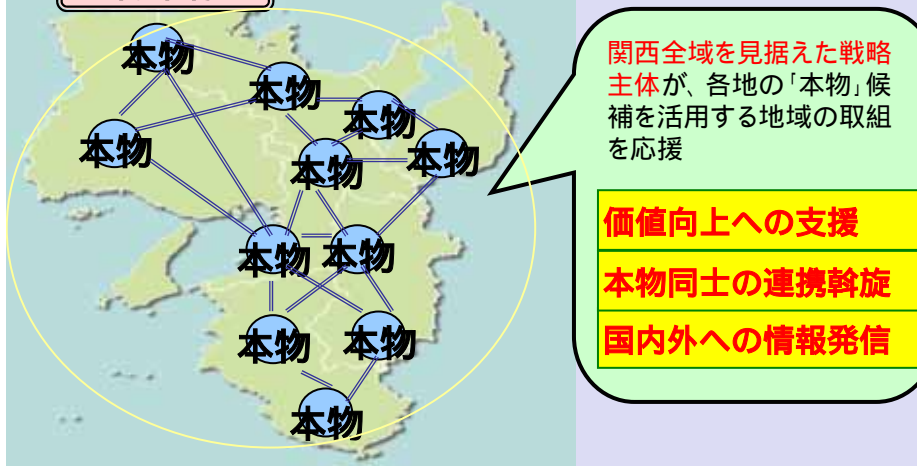 本物
本物
本物
本物
本物
本物
本物
本物
本物
本物
本物
関西全域を見据えた戦略
主体が、各地の「本物」候
補を活用する地域の取組
を応援
価値向上への支援
本物同士の連携斡旋
国内外への情報発信